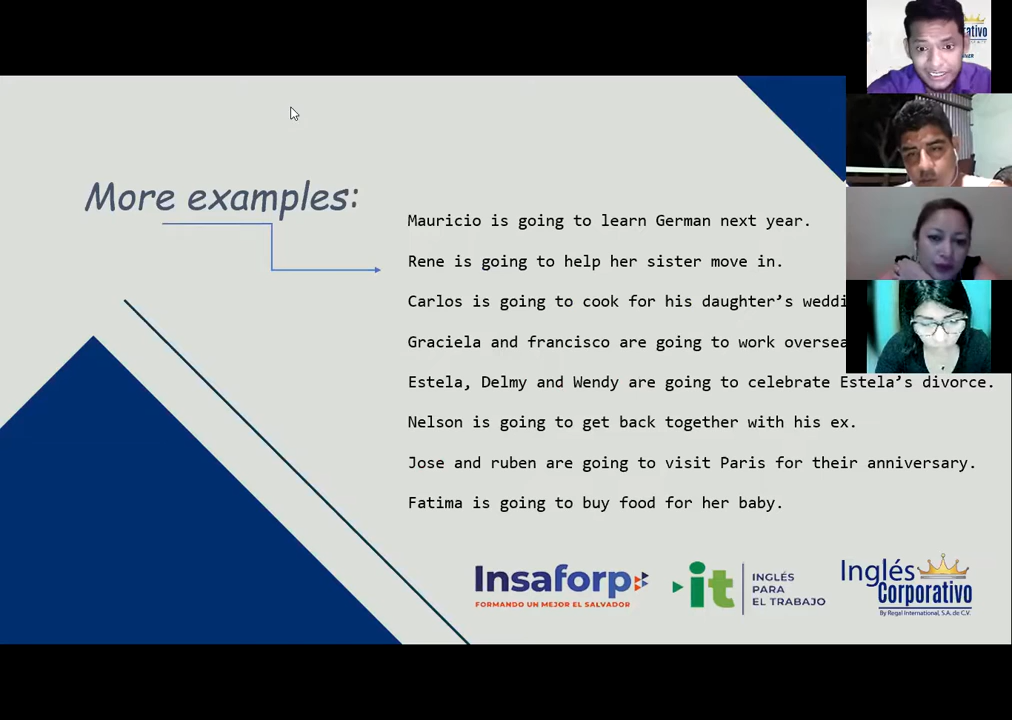 More examples:
Mauricio is going to learn German next year.
Rene is going to help her sister move in.
Carlos is going to cook for his daughter’s
Graciela and francisco are going to work
Estela, Delmy and Wendy are going to celebrate Estela’s divorce.
Nelson is going to get back together with his ex.
Jose and ruben are going to visit Paris for their anniversary.
Fatima is going to buy food for her baby.
Insaforp
FORMANDO UN MEJOR EL SALVADOR
it
INGLÉS
PARA
EL TRABAJO
Inglés
Corporativo
By Regal International, S.A. de C.V.